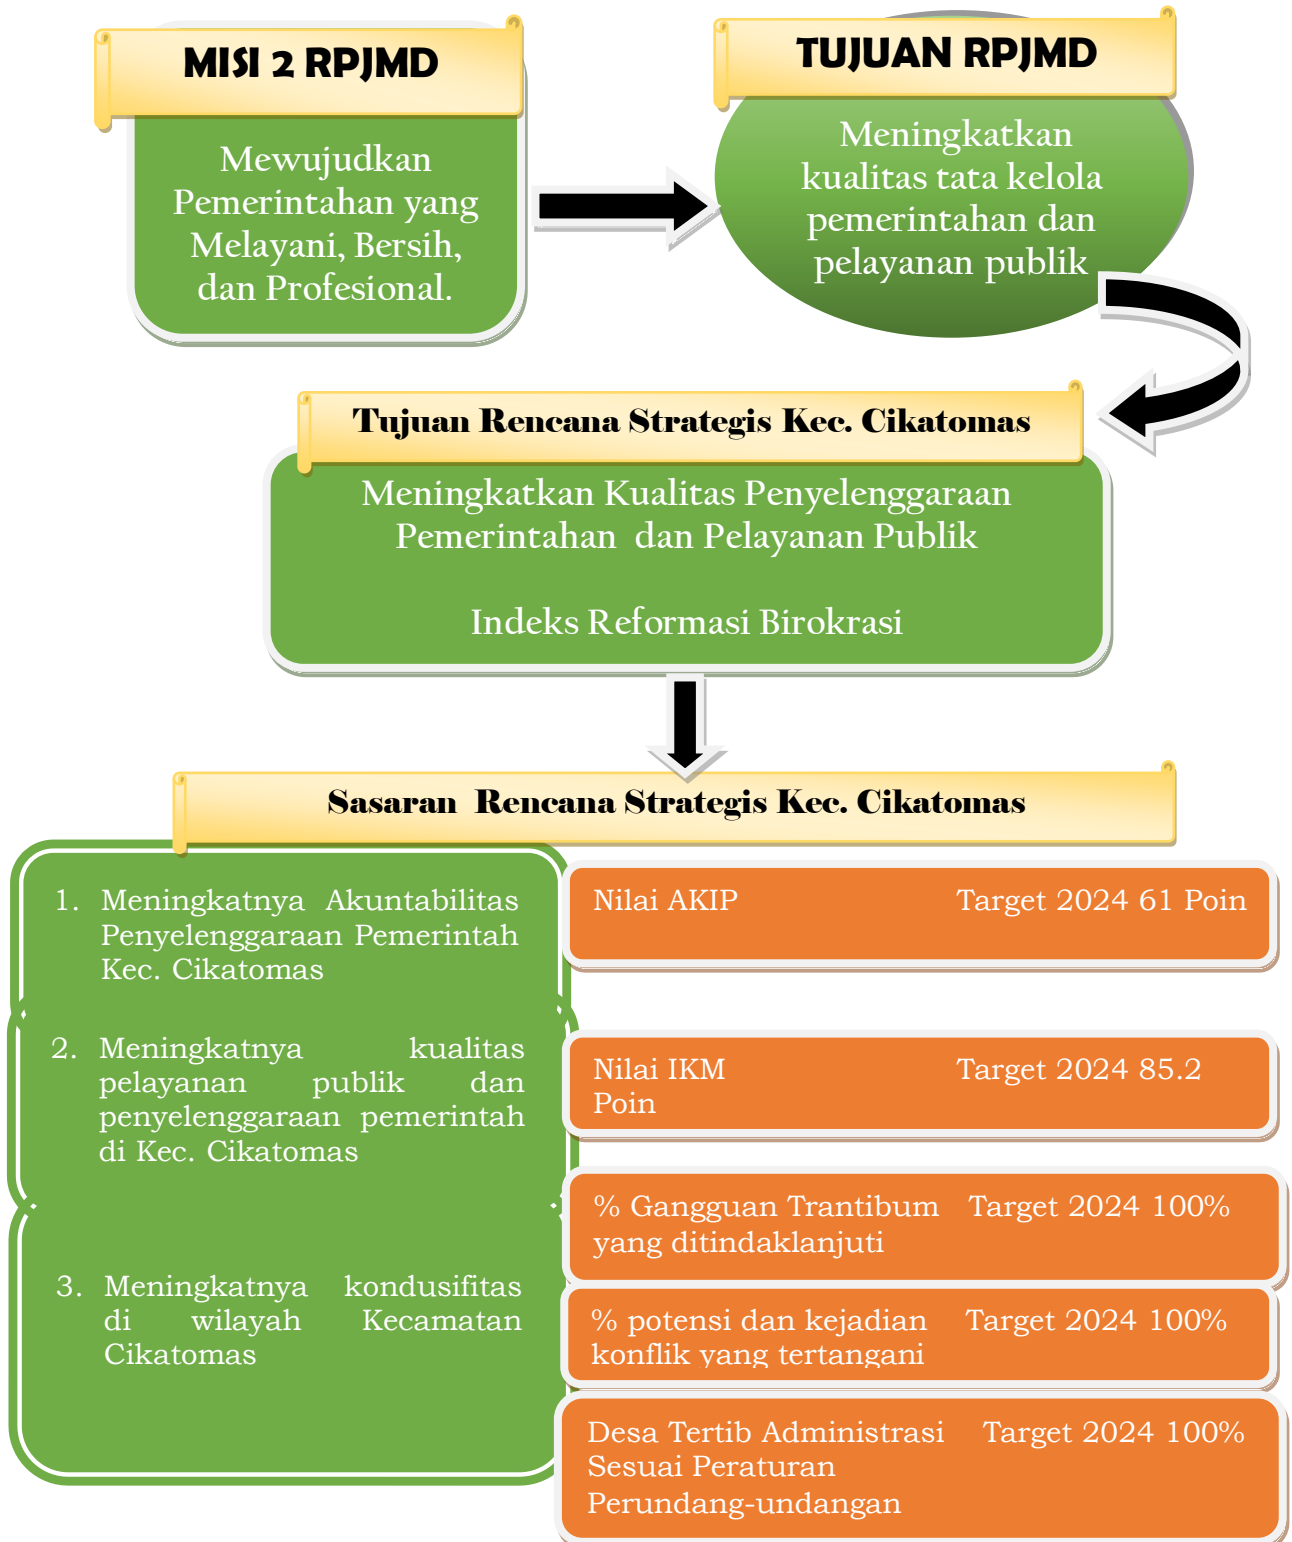 MISI 2 RPJMD
Mewujudkan
Pemerintahan yang
Melayani, Bersih,
dan Profesional.
TUJUAN RPJMD
Meningkatkan
kualitas tata kelola
pemerintahan dan
pelayanan publik
Tujuan Rencana Strategis Kec. Cikatomas
Meningkatkan Kualitas Penyelenggaraan
Pemerintahan dan Pelayanan Publik
Indeks Reformasi Birokrasi
Sasaran Rencana Strategis Kec. Cikatomas
1. Meningkatnya Akuntabilitas
Penyelenggaraan Pemerintah
Kec. Cikatomas
Nilai AKIP Target 2024 61 Poin
2. Meningkatnya kualitas
pelayanan publik dan
penyelenggaraan pemerintah
di Kec. Cikatomas
Nilai IKM Target 2024 85.2
Poin
3. Meningkatnya kondusifitas
di wilayah Kecamatan
Cikatomas
% Gangguan Trantibum Target 2024 100%
yang ditindaklanjuti
% potensi dan kejadian Target 2024 100%
konflik yang tertangani
Desa Tertib Administrasi Target 2024 100%
Sesuai Peraturan
Perundang-undangan